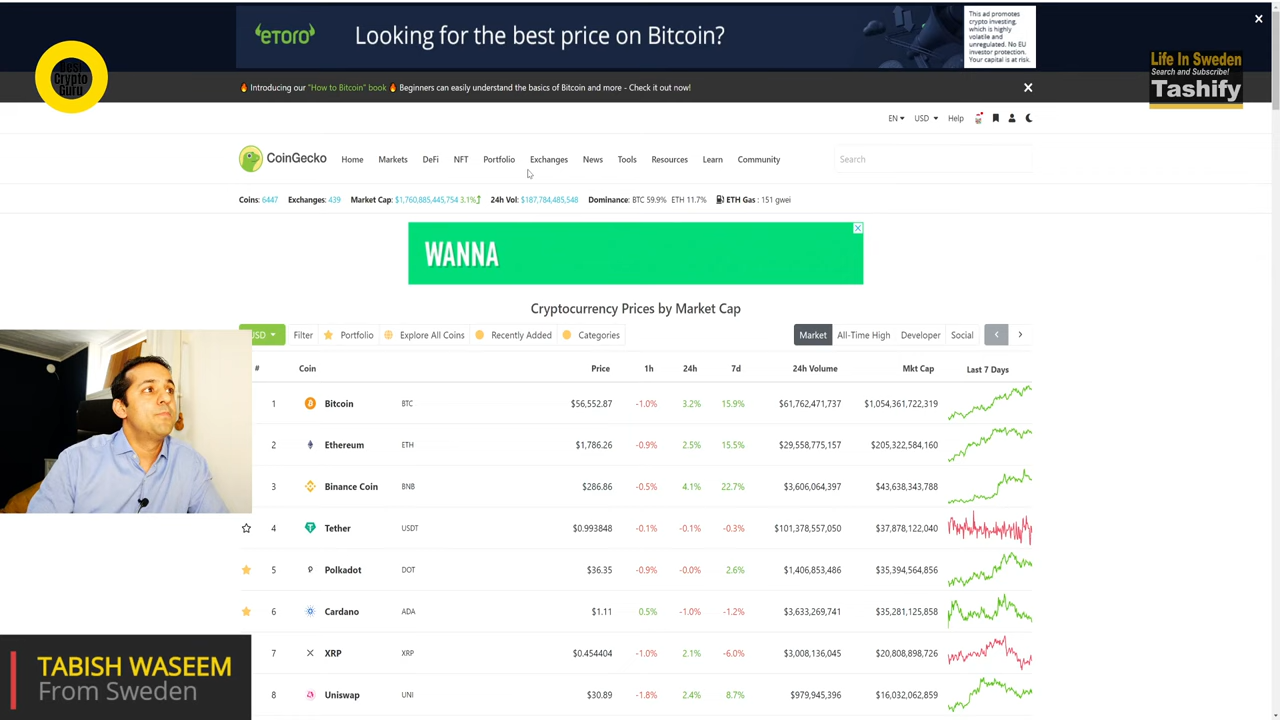 etoro
Looking for the best price on Bitcoin?
This ad promotes
crypto investing,
which is highly
volatile and
unregulated. No EU
investor protection.
Your capital is at risk.
Best
Crypto
Guru
Life In Sweden
Search and Subscribe!
Tashify
Introducing our "How to Bitcoin" book Beginners can easily understand the basics of Bitcoin and more - Check it out now!
EN USD Help
CoinGecko Home Markets DeFi NFT Portfolio Exchanges News Tools Resources Learn Community Search
Coins: 6447 Exchanges: 439 Market Cap: $1,760,885,445,754 3.1% 24h Vol: $187,784,485,548 Dominance: BTC 59.9% ETH 11.7% ETH Gas : 151 gwei
WANNA
Cryptocurrency Prices by Market Cap
USD Filter Portfolio Explore All Coins Recently Added Categories Market All-Time High Developer Social
# Coin Price 1h 24h 7d 24h Volume Mkt Cap Last 7 Days
1 Bitcoin BTC $56,552.87 -1.0% 3.2% 15.9% $61,762,471,737 $1,054,361,722,319
2 Ethereum ETH $1,786.26 -0.9% 2.5% 15.5% $29,558,775,157 $205,322,584,160
3 Binance Coin BNB $286.86 -0.5% 4.1% 22.7% $3,606,064,397 $43,638,343,788
4 Tether USDT $0.993848 -0.1% -0.1% -0.3% $101,378,557,050 $37,878,122,040
5 Polkadot DOT $36.35 -0.9% -0.0% 2.6% $1,406,853,486 $35,394,564,856
6 Cardano ADA $1.11 0.5% -1.0% -1.2% $3,633,269,741 $35,281,125,858
7 XRP XRP $0.454404 -1.0% 2.1% -6.0% $3,008,136,045 $20,808,898,726
8 Uniswap UNI $30.89 -1.8% 2.4% 8.7% $979,945,396 $16,032,062,859
TABISH WASEEM
From Sweden